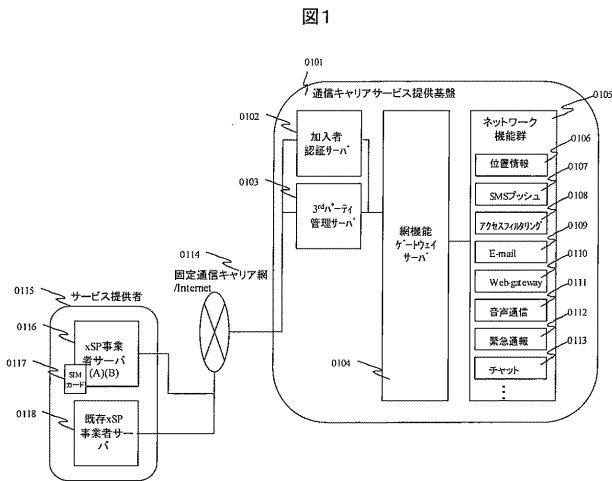 図1
0101
通信キャリアサービス提供基盤
0105
0102
加入者
認証サーバ
0103
3rdパーティ
管理サーバ
網機能
ゲートウェイ
サーバ
0104
ネットワーク
機能群
0106
位置情報
0107
SMSプッシュ
0108
アクセスフィルタリング
0109
E-mail
0110
Web-gateway
0111
音声通信
0112
緊急通報
0113
チャット
0114
固定通信キャリア網
/Internet
0115
サービス提供者
0116
xSP事業
者サーバ
(A)(B)
0117
SIM
カード
0118
既存xSP
事業者サー
バ